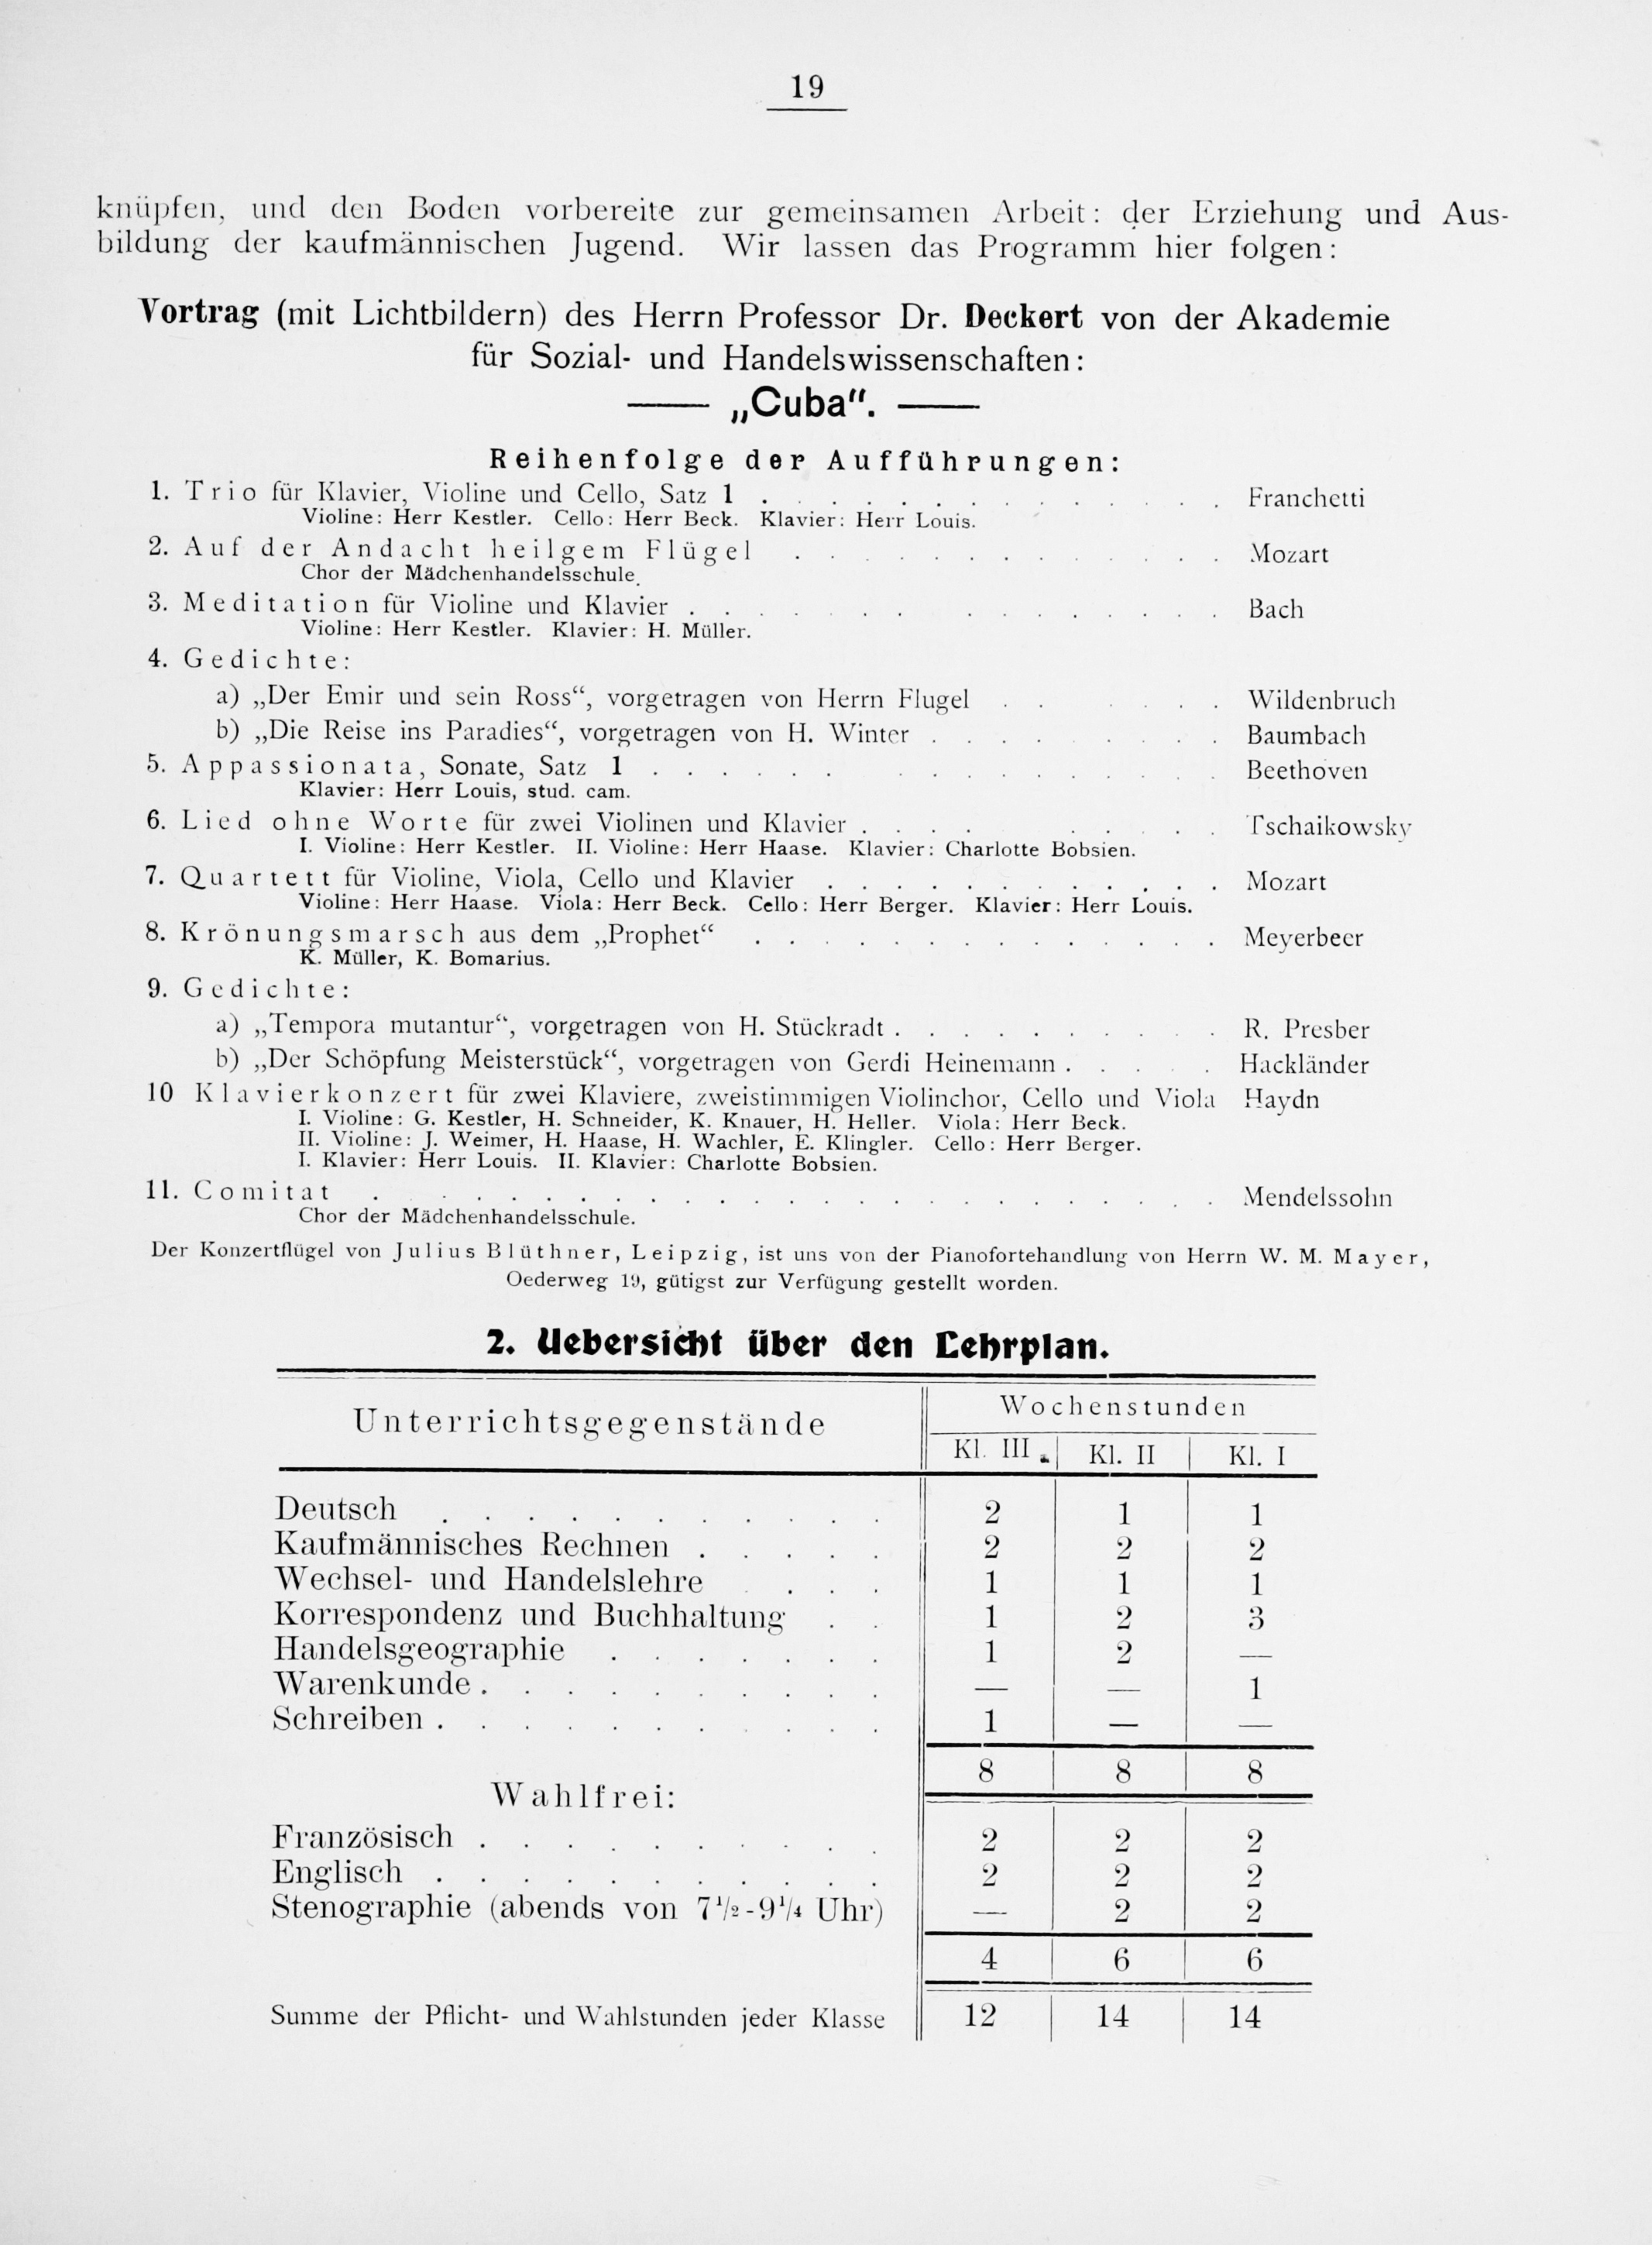 19
knüpfen, und den Boden vorbereite zur gemeinsamen Arbeit: der Erziehung und Aus-
bildung der kaufmännischen Jugend. Wir lassen das Programm hier folgen:
Vortrag (mit Lichtbildern) des Herrn Professor Dr. Deckert von der Akademie
für Sozial- und Handelswissenschaften:
„Cuba“.
Reihenfolge der Aufführungen:
1. Trio für Klavier, Violine und Cello, Satz 1 . . . . . . . . . . . . . . Franchetti
Violine: Herr Kestler. Cello: Herr Beck. Klavier: Herr Louis.
2. Auf der Andacht heilgem Flügel . . . . . . . . . . . . . Mozart
Chor der Mädchenhandelsschule.
3. Meditation für Violine und Klavier . . . . . . . . . . . . . . . Bach
Violine: Herr Kestler. Klavier: H. Müller.
4. Gedichte:
a) „Der Emir und sein Ross“, vorgetragen von Herrn Flugel . . . . . . Wildenbruch
b) „Die Reise ins Paradies“, vorgetragen von H. Winter . . . . . . . . . Baumbach
5. Appassionata, Sonate, Satz 1 . . . . . . . . . . . . . . . . Beethoven
Klavier: Herr Louis, stud. cam.
6. Lied ohne Worte für zwei Violinen und Klavier . . . . . . . . . Tschaikowsky
I. Violine: Herr Kestler. II. Violine: Herr Haase. Klavier: Charlotte Bobsien.
7. Quartett für Violine, Viola, Cello und Klavier . . . . . . . . . . . . Mozart
Violine: Herr Haase. Viola: Herr Beck. Cello: Herr Berger. Klavier: Herr Louis.
8. Krönungsmarsch aus dem „Prophet“ . . . . . . . . . . . . . . Meyerbeer
K. Müller, K. Bomarius.
9. Gedichte:
a) „Tempora mutantur“, vorgetragen von H. Stückradt . . . . . . . . . . R. Presber
b) „Der Schöpfung Meisterstück“, vorgetragen von Gerdi Heinemann . . . . . Hackländer
10 Klavierkonzert für zwei Klaviere, zweistimmigen Violinchor, Cello und Viola Haydn
I. Violine: G. Kestler, H. Schneider, K. Knauer, H. Heller. Viola: Herr Beck.
II. Violine: J. Weimer, H. Haase, H. Wachler, E. Klingler. Cello: Herr Berger.
I. Klavier: Herr Louis. II. Klavier: Charlotte Bobsien.
11. Comitat . . . . . . . . . . . . . . . . . . . . . . . . . Mendelssohn
Chor der Mädchenhandelsschule.
Der Konzertflügel von Julius Blüthner, Leipzig, ist uns von der Pianofortehandlung von Herrn W. M. Mayer,
Oederweg 19, gütigst zur Verfügung gestellt worden.
2. Uebersicht über den Lehrplan.
Unterrichtsgegenstände Wochenstunden
Kl. III. Kl. II Kl. I
Deutsch . . . . . . . . . . . 2 1 1
Kaufmännisches Rechnen . . . . . 2 2 2
Wechsel- und Handelslehre . . . . 1 1 1
Korrespondenz und Buchhaltung . . 1 2 3
Handelsgeographie . . . . . . . 1 2 —
Warenkunde . . . . . . . . . . — — 1
Schreiben . . . . . . . . . . . 1 — —
8 8 8
Wahlfrei:
Französisch . . . . . . . . . . 2 2 2
Englisch . . . . . . . . . . . 2 2 2
Stenographie (abends von 7½-9¼ Uhr) — 2 2
4 6 6
Summe der Pflicht- und Wahlstunden jeder Klasse 12 14 14